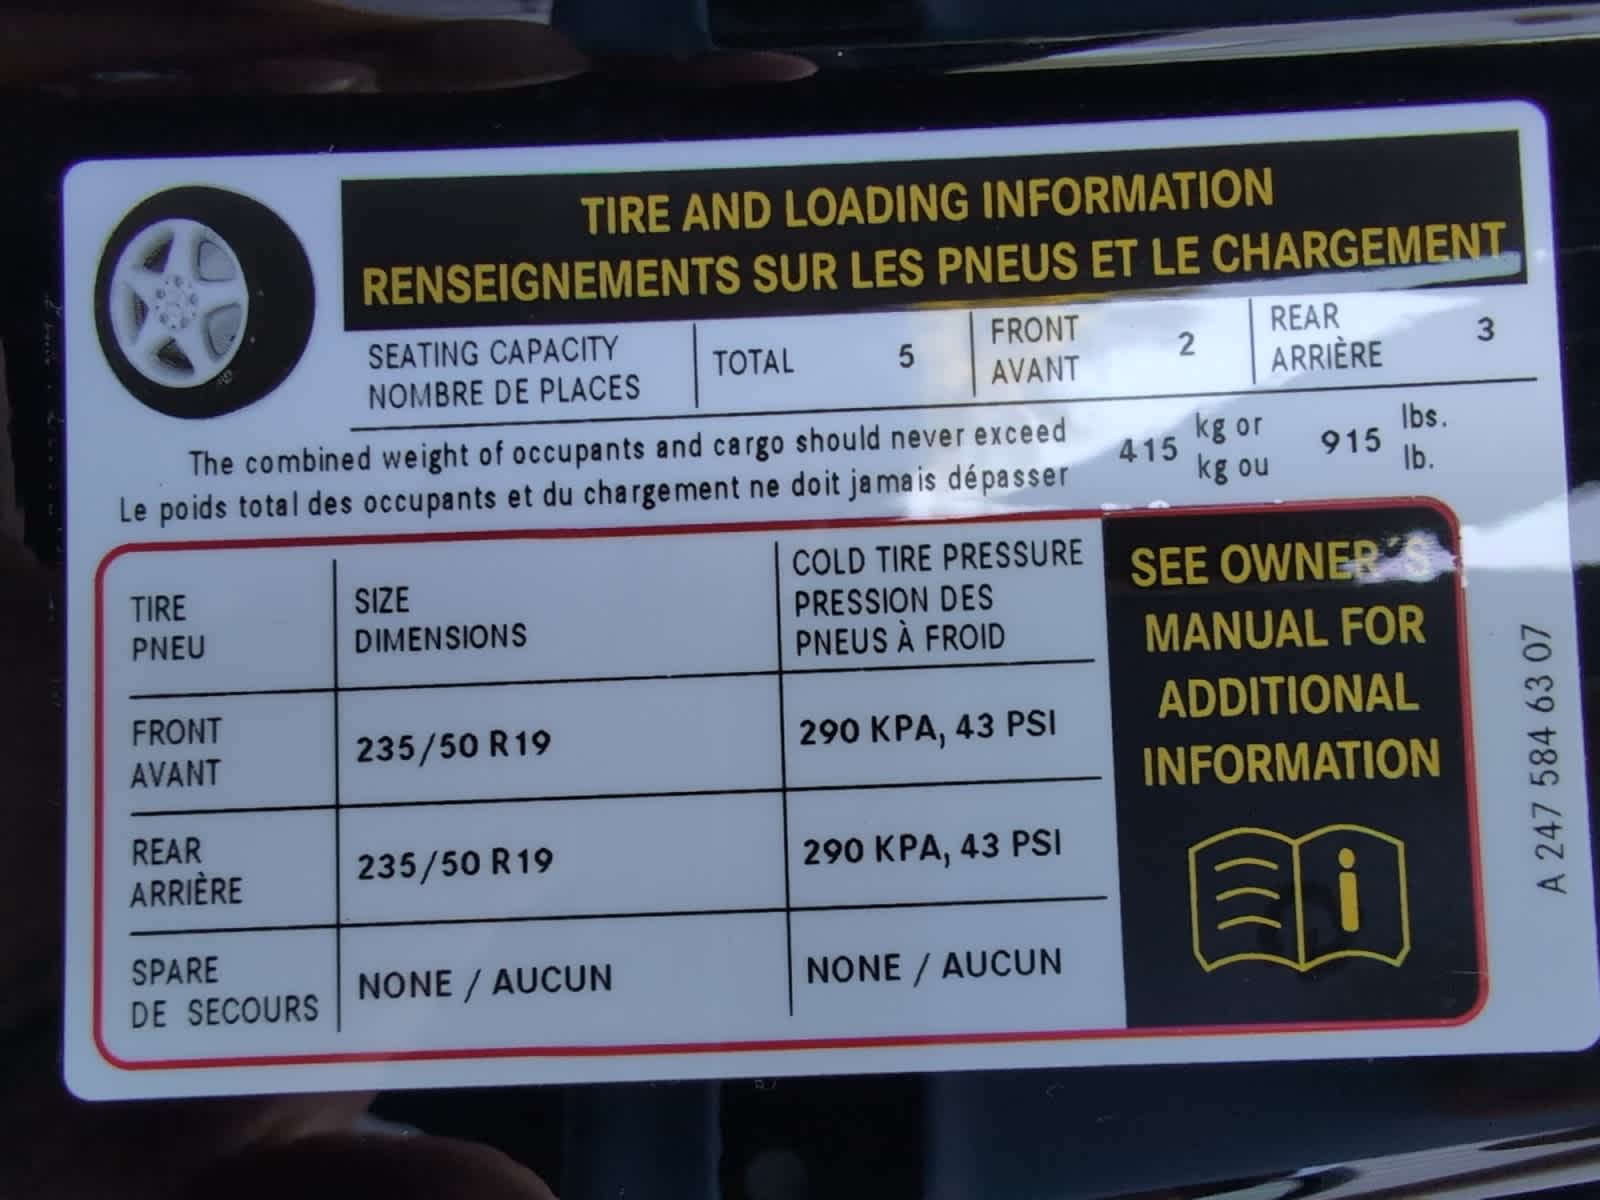 TIRE AND LOADING INFORMATION
RENSEIGNEMENTS SUR LES PNEUS ET LE CHARGEMENT
SEATING CAPACITY
NOMBRE DE PLACES
TOTAL 5
FRONT
AVANT
2
REAR
ARRIÈRE
3
The combined weight of occupants and cargo should never exceed
Le poids total des occupants et du chargement ne doit jamais dépasser
415
kg or
kg ou
915
lbs.
lb.
TIRE
PNEU
SIZE
DIMENSIONS
COLD TIRE PRESSURE
PRESSION DES
PNEUS À FROID
FRONT
AVANT
235/50 R19
290 KPA, 43 PSI
REAR
ARRIÈRE
235/50 R19
290 KPA, 43 PSI
SPARE
DE SECOURS
NONE / AUCUN
NONE / AUCUN
SEE OWNER´S
MANUAL FOR
ADDITIONAL
INFORMATION
A 247 584 63 07